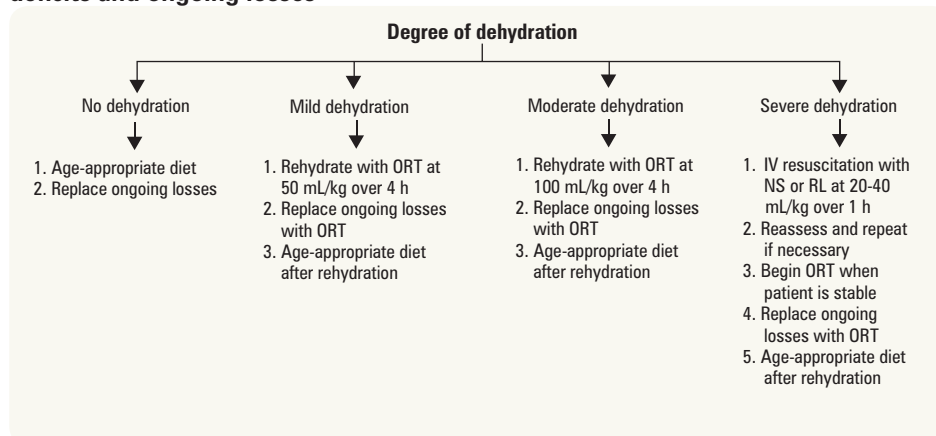 deficits and ongoing losses
Degree of dehydration
No dehydration
1. Age-appropriate diet
2. Replace ongoing losses
Mild dehydration
1. Rehydrate with ORT at
50 mL/kg over 4 h
2. Replace ongoing losses
with ORT
3. Age-appropriate diet
after rehydration
Moderate dehydration
1. Rehydrate with ORT at
100 mL/kg over 4 h
2. Replace ongoing losses
with ORT
3. Age-appropriate diet
after rehydration
Severe dehydration
1. IV resuscitation with
NS or RL at 20-40
mL/kg over 1 h
2. Reassess and repeat
if necessary
3. Begin ORT when
patient is stable
4. Replace ongoing
losses with ORT
5. Age-appropriate diet
after rehydration